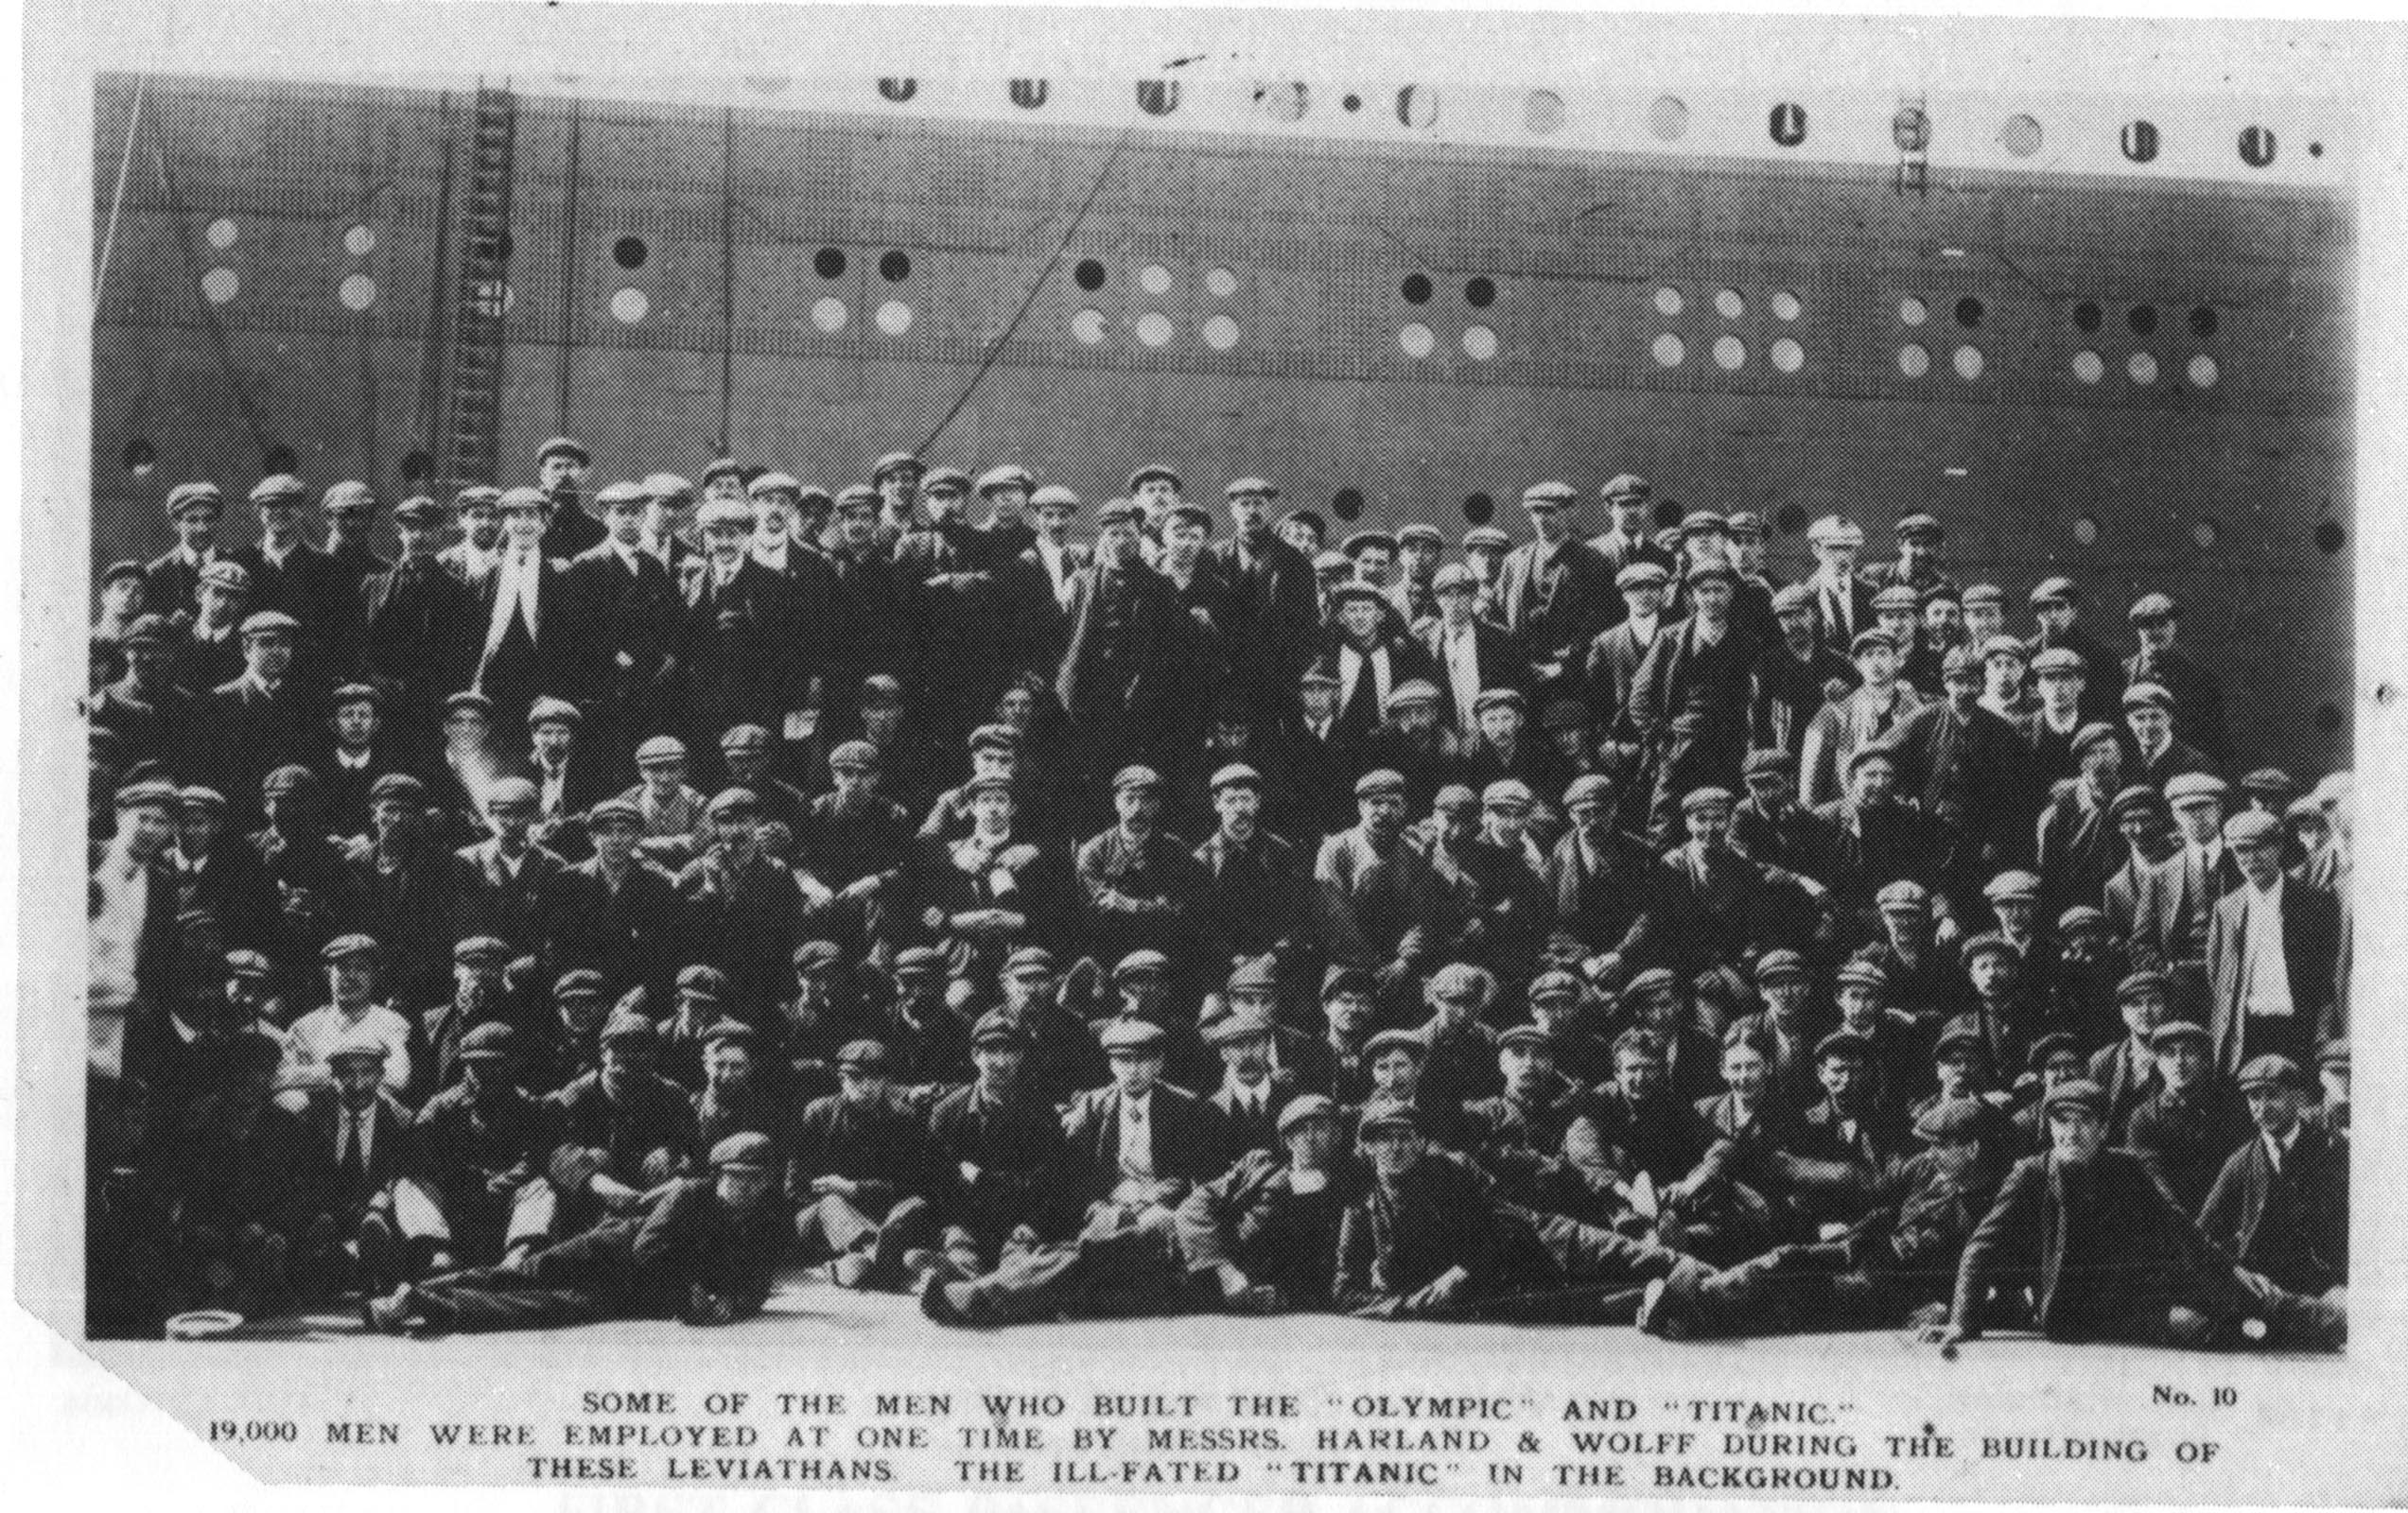 SOME OF THE MEN WHO BUILT THE "OLYMPIC" AND "TITANIC."
No. 10
19,000 MEN WERE EMPLOYED AT ONE TIME BY MESSRS. HARLAND & WOLFF DURING THE BUILDING OF
THESE LEVIATHANS. THE ILL-FATED "TITANIC" IN THE BACKGROUND.